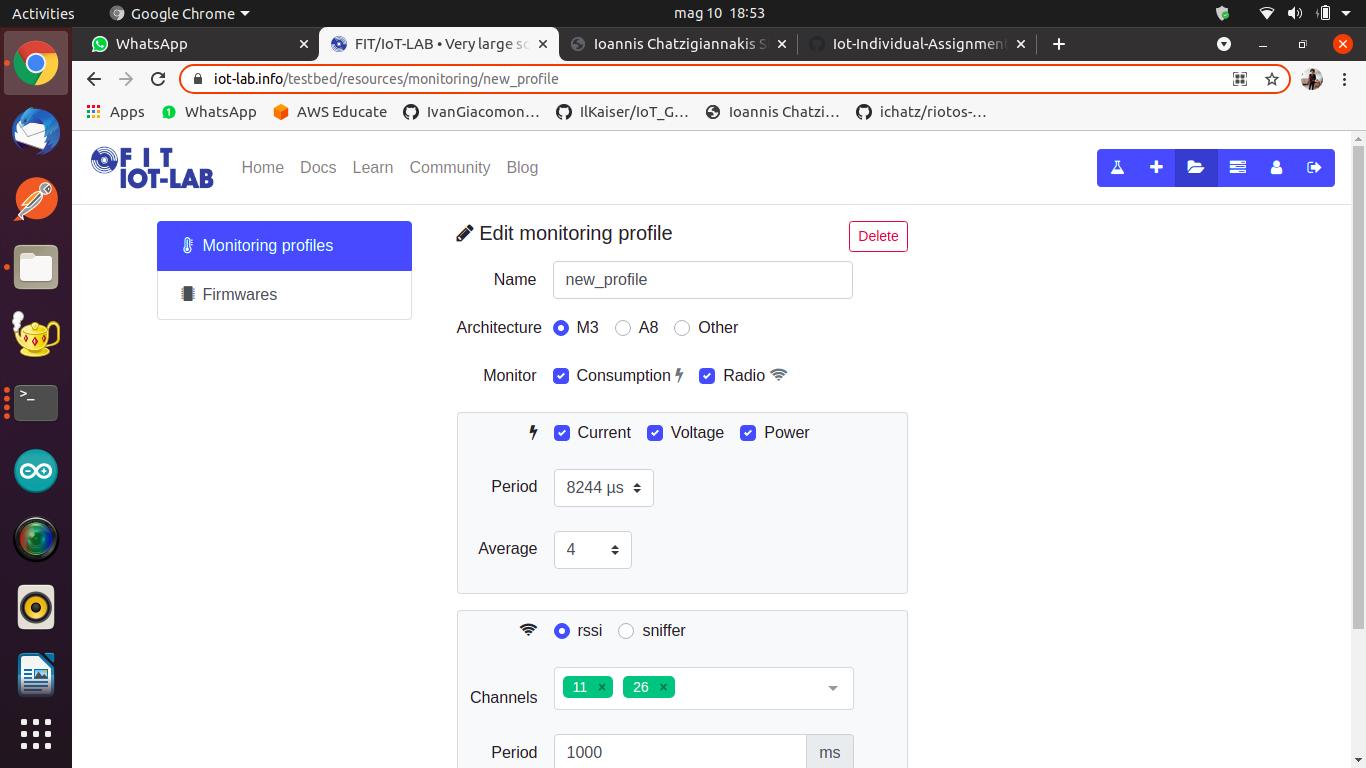 Activities Google Chrome mag 10 18:53
WhatsApp FIT/IoT-LAB • Very large sc Ioannis Chatzigiannakis S Iot-Individual-Assignmen
iot-lab.info/testbed/resources/monitoring/new_profile
Apps 1 WhatsApp AWS Educate IvanGiacomon… IlKaiser/IoT_G… Ioannis Chatzi… ichatz/riotos-…
FIT
IOT-LAB
Home Docs Learn Community Blog
Monitoring profiles
Firmwares
Edit monitoring profile Delete
Name new_profile
Architecture M3 A8 Other
Monitor Consumption Radio
Current Voltage Power
Period 8244 µs
Average 4
rssi sniffer
Channels 11 × 26 ×
Period 1000 ms
>_